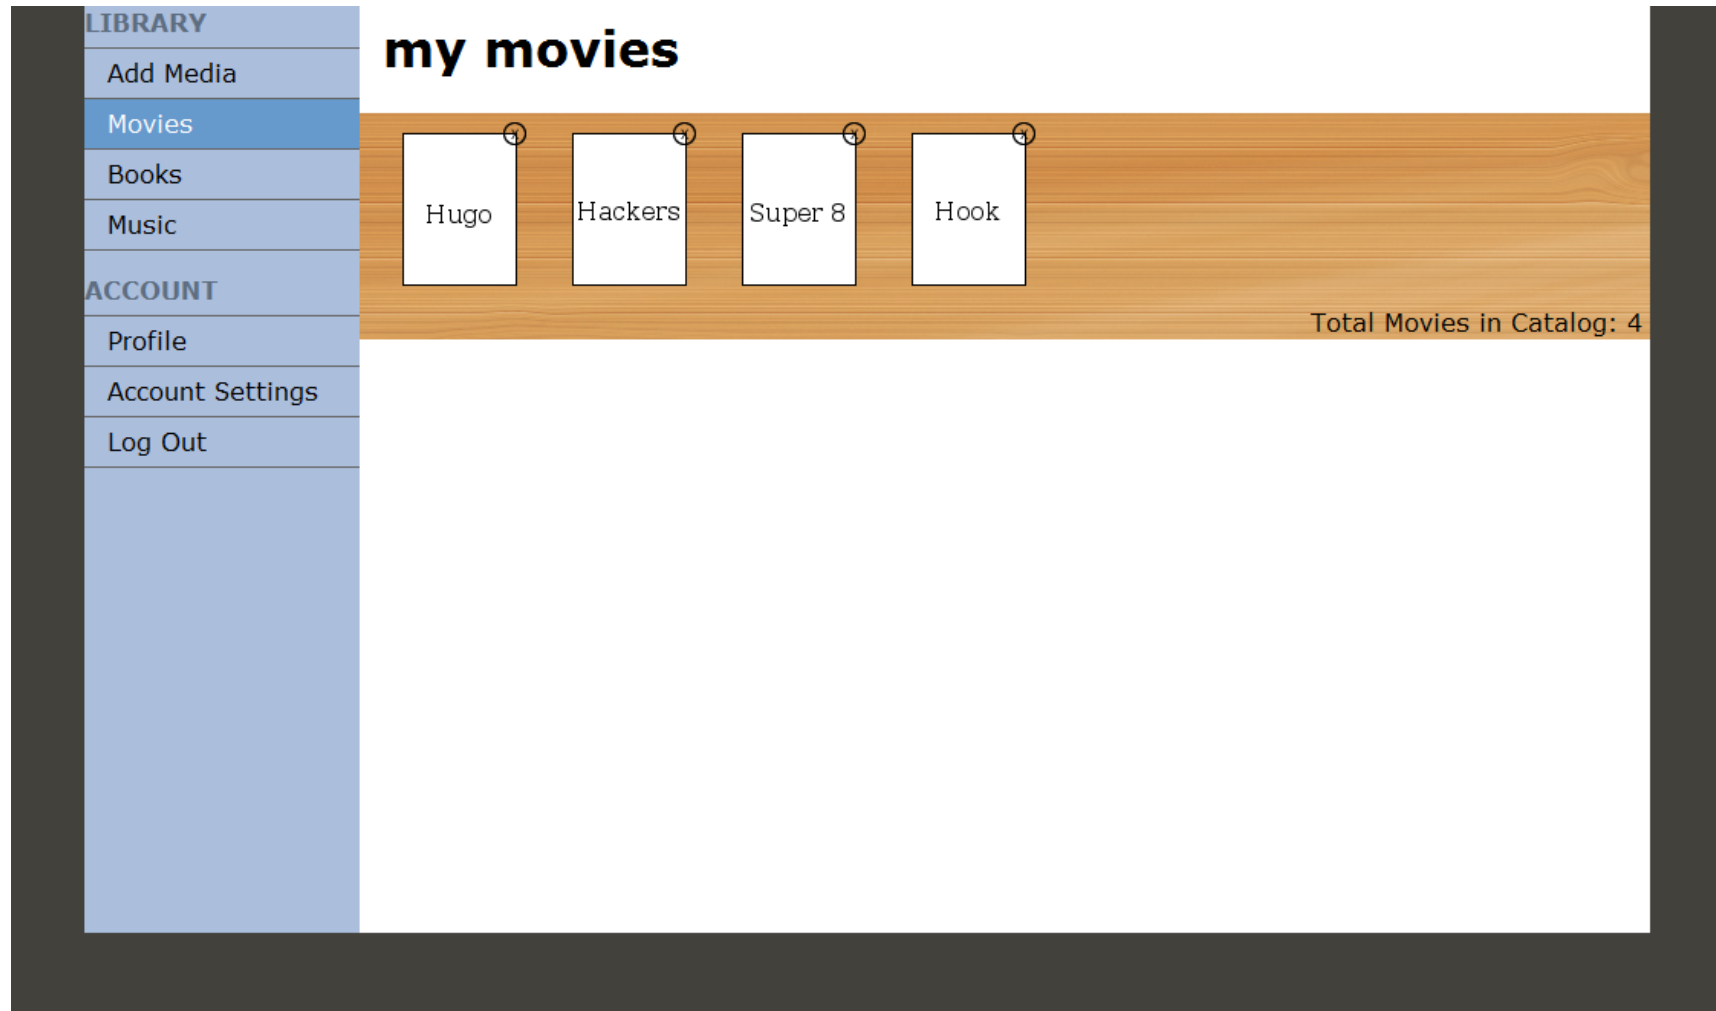 LIBRARY
Add Media
Movies
Books
Music
ACCOUNT
Profile
Account Settings
Log Out
my movies
x x x x
Hugo Hackers Super 8 Hook
Total Movies in Catalog: 4